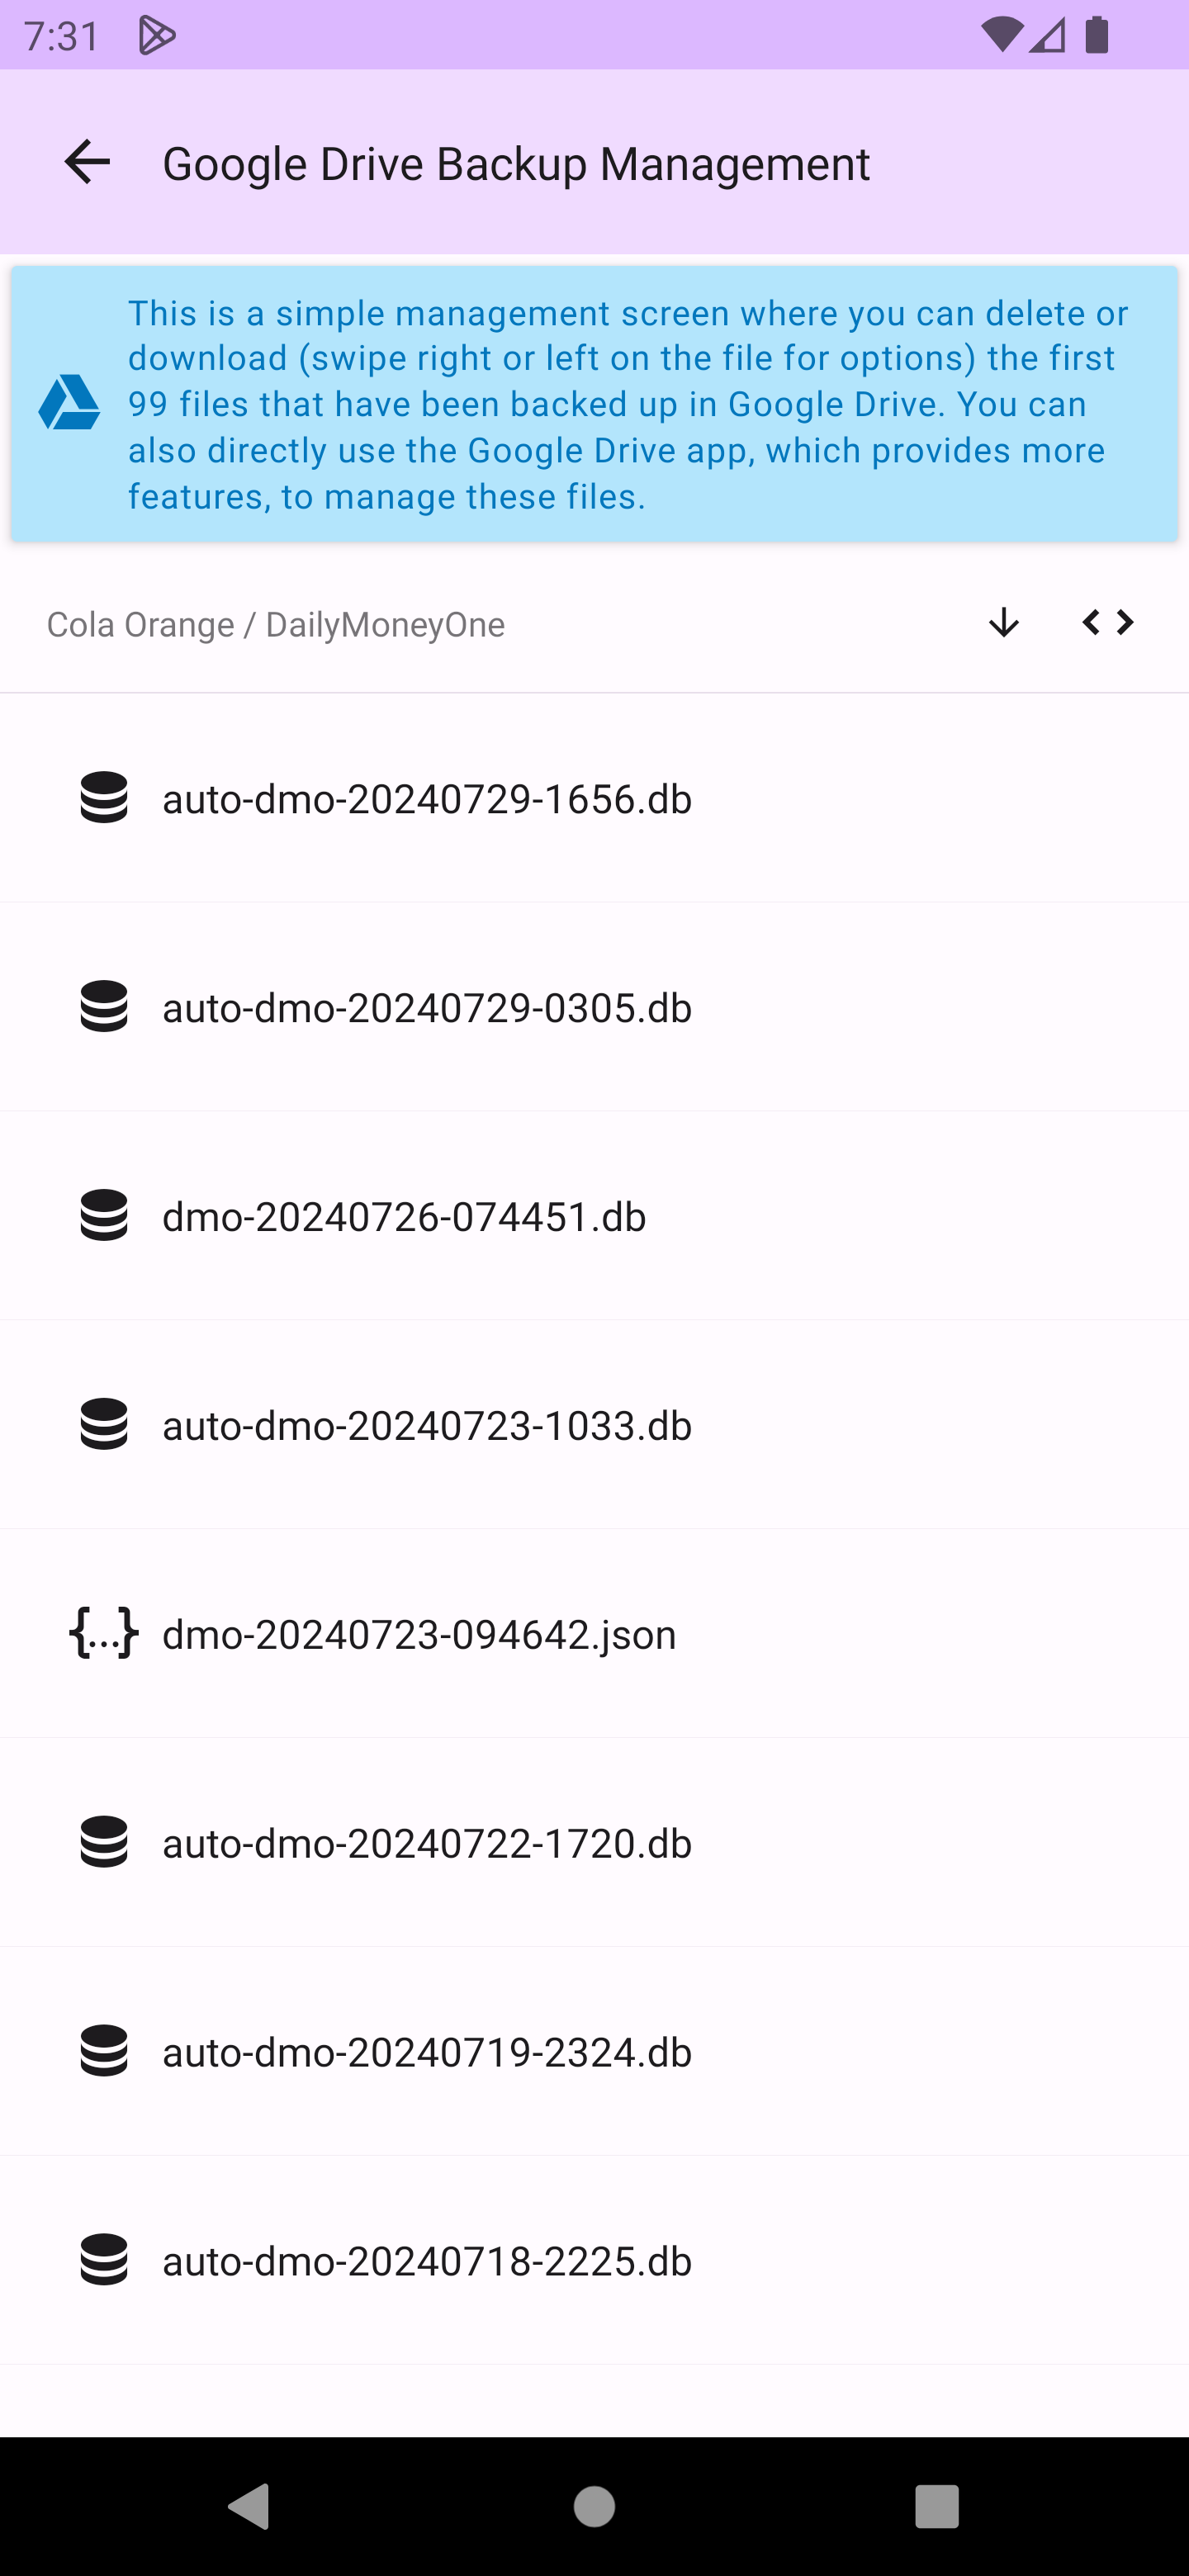 7:31
Google Drive Backup Management
This is a simple management screen where you can delete or
download (swipe right or left on the file for options) the first
99 files that have been backed up in Google Drive. You can
also directly use the Google Drive app, which provides more
features, to manage these files.
Cola Orange / DailyMoneyOne
auto-dmo-20240729-1656.db
auto-dmo-20240729-0305.db
dmo-20240726-074451.db
auto-dmo-20240723-1033.db
{...} dmo-20240723-094642.json
auto-dmo-20240722-1720.db
auto-dmo-20240719-2324.db
auto-dmo-20240718-2225.db